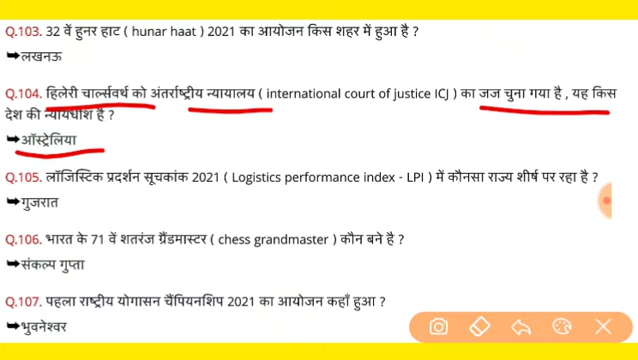 Q.103. 32 वें हुनर हाट ( hunar haat ) 2021 का आयोजन किस शहर में हुआ है ?
➥लखनऊ
Q.104. हिलेरी चार्ल्सवर्थ को अंतर्राष्ट्रीय न्यायालय ( international court of justice ICJ ) का जज चुना गया है , यह किस
देश की न्यायधीश है ?
➥ऑस्ट्रेलिया
Q.105. लॉजिस्टिक प्रदर्शन सूचकांक 2021 ( Logistics performance index - LPI ) में कौनसा राज्य शीर्ष पर रहा है ?
➥गुजरात
Q.106. भारत के 71 वें शतरंज ग्रैंडमास्टर ( chess grandmaster ) कौन बने है ?
➥संकल्प गुप्ता
Q.107. पहला राष्ट्रीय योगासन चैंपियनशिप 2021 का आयोजन कहाँ हुआ ?
➥भुवनेश्वर